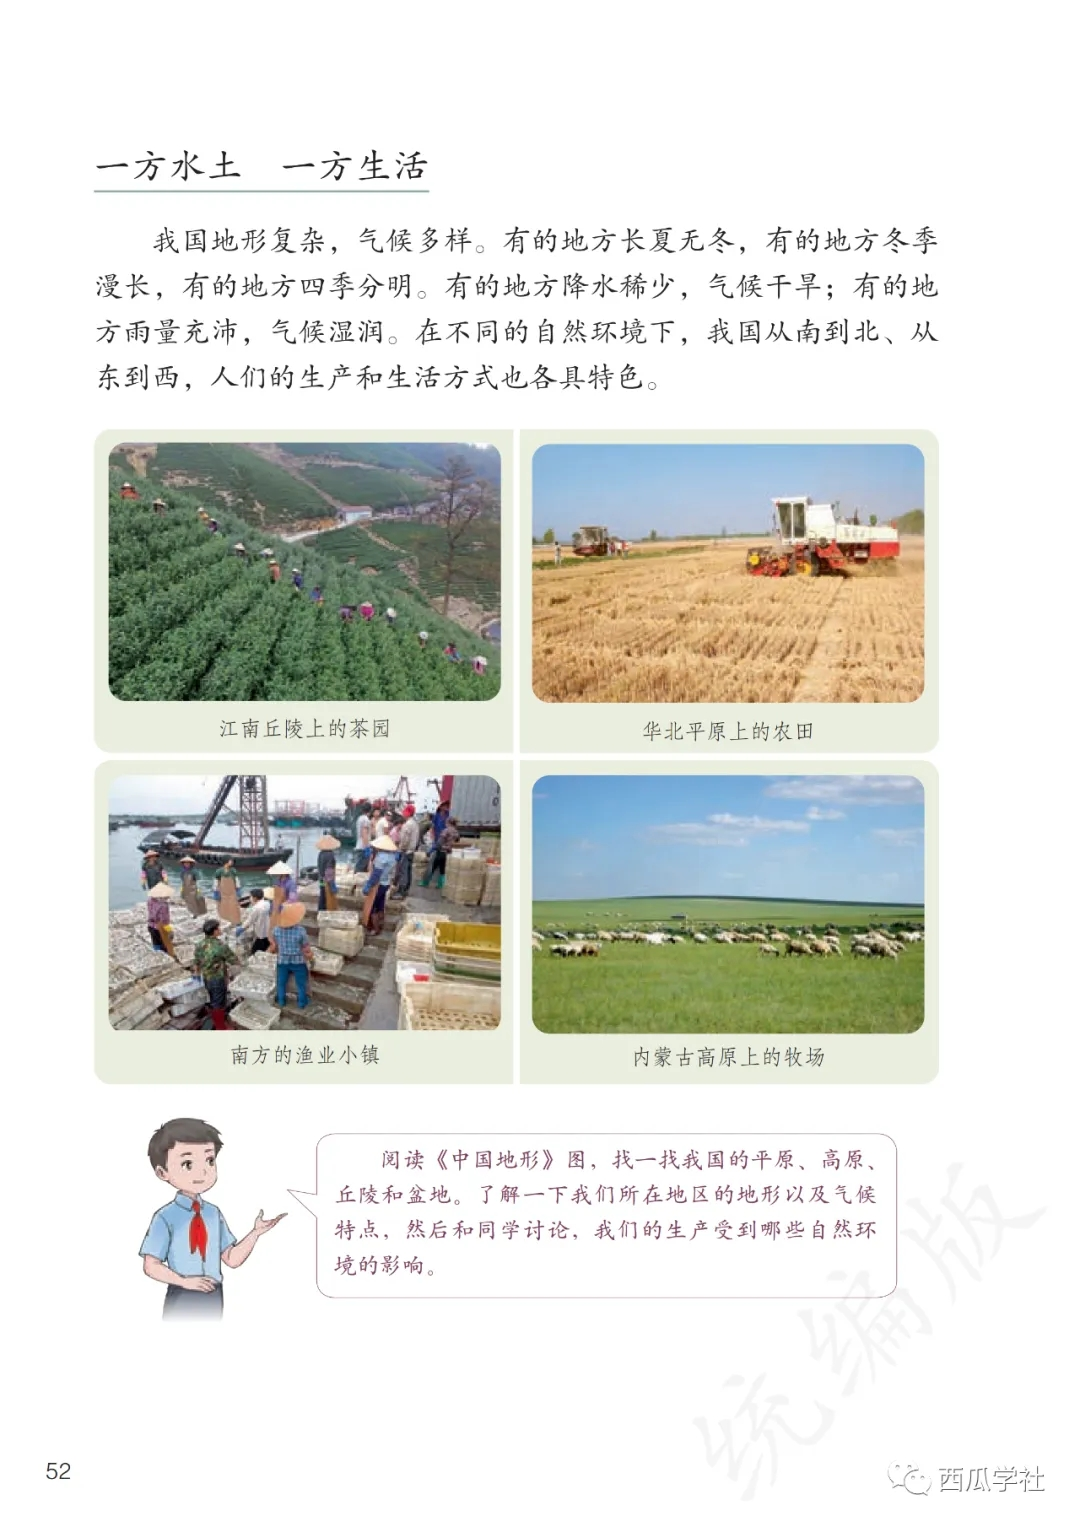 一方水土 一方生活
我国地形复杂，气候多样。有的地方长夏无冬，有的地方冬季
漫长，有的地方四季分明。有的地方降水稀少，气候干旱；有的地
方雨量充沛，气候湿润。在不同的自然环境下，我国从南到北、从
东到西，人们的生产和生活方式也各具特色。
江南丘陵上的茶园
华北平原上的农田
南方的渔业小镇
内蒙古高原上的牧场
阅读《中国地形》图，找一找我国的平原、高原、
丘陵和盆地。了解一下我们所在地区的地形以及气候
特点，然后和同学讨论，我们的生产受到哪些自然环
境的影响。
统编版
52
西瓜学社